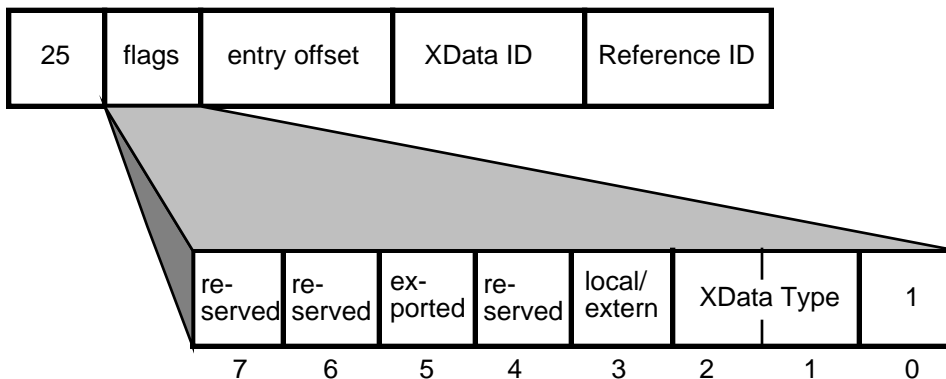 25 flags entry offset XData ID Reference ID
re-
served
re-
served
ex-
ported
re-
served
local/
extern
XData Type
1
7 6 5 4 3 2 1 0